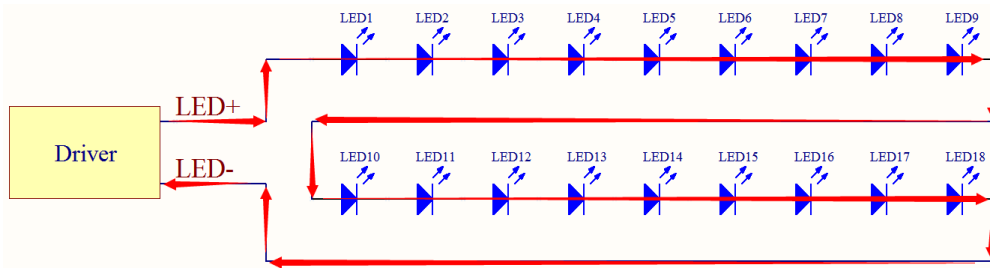 LED1 LED2 LED3 LED4 LED5 LED6 LED7 LED8 LED9
LED+
Driver
LED-
LED10 LED11 LED12 LED13 LED14 LED15 LED16 LED17 LED18